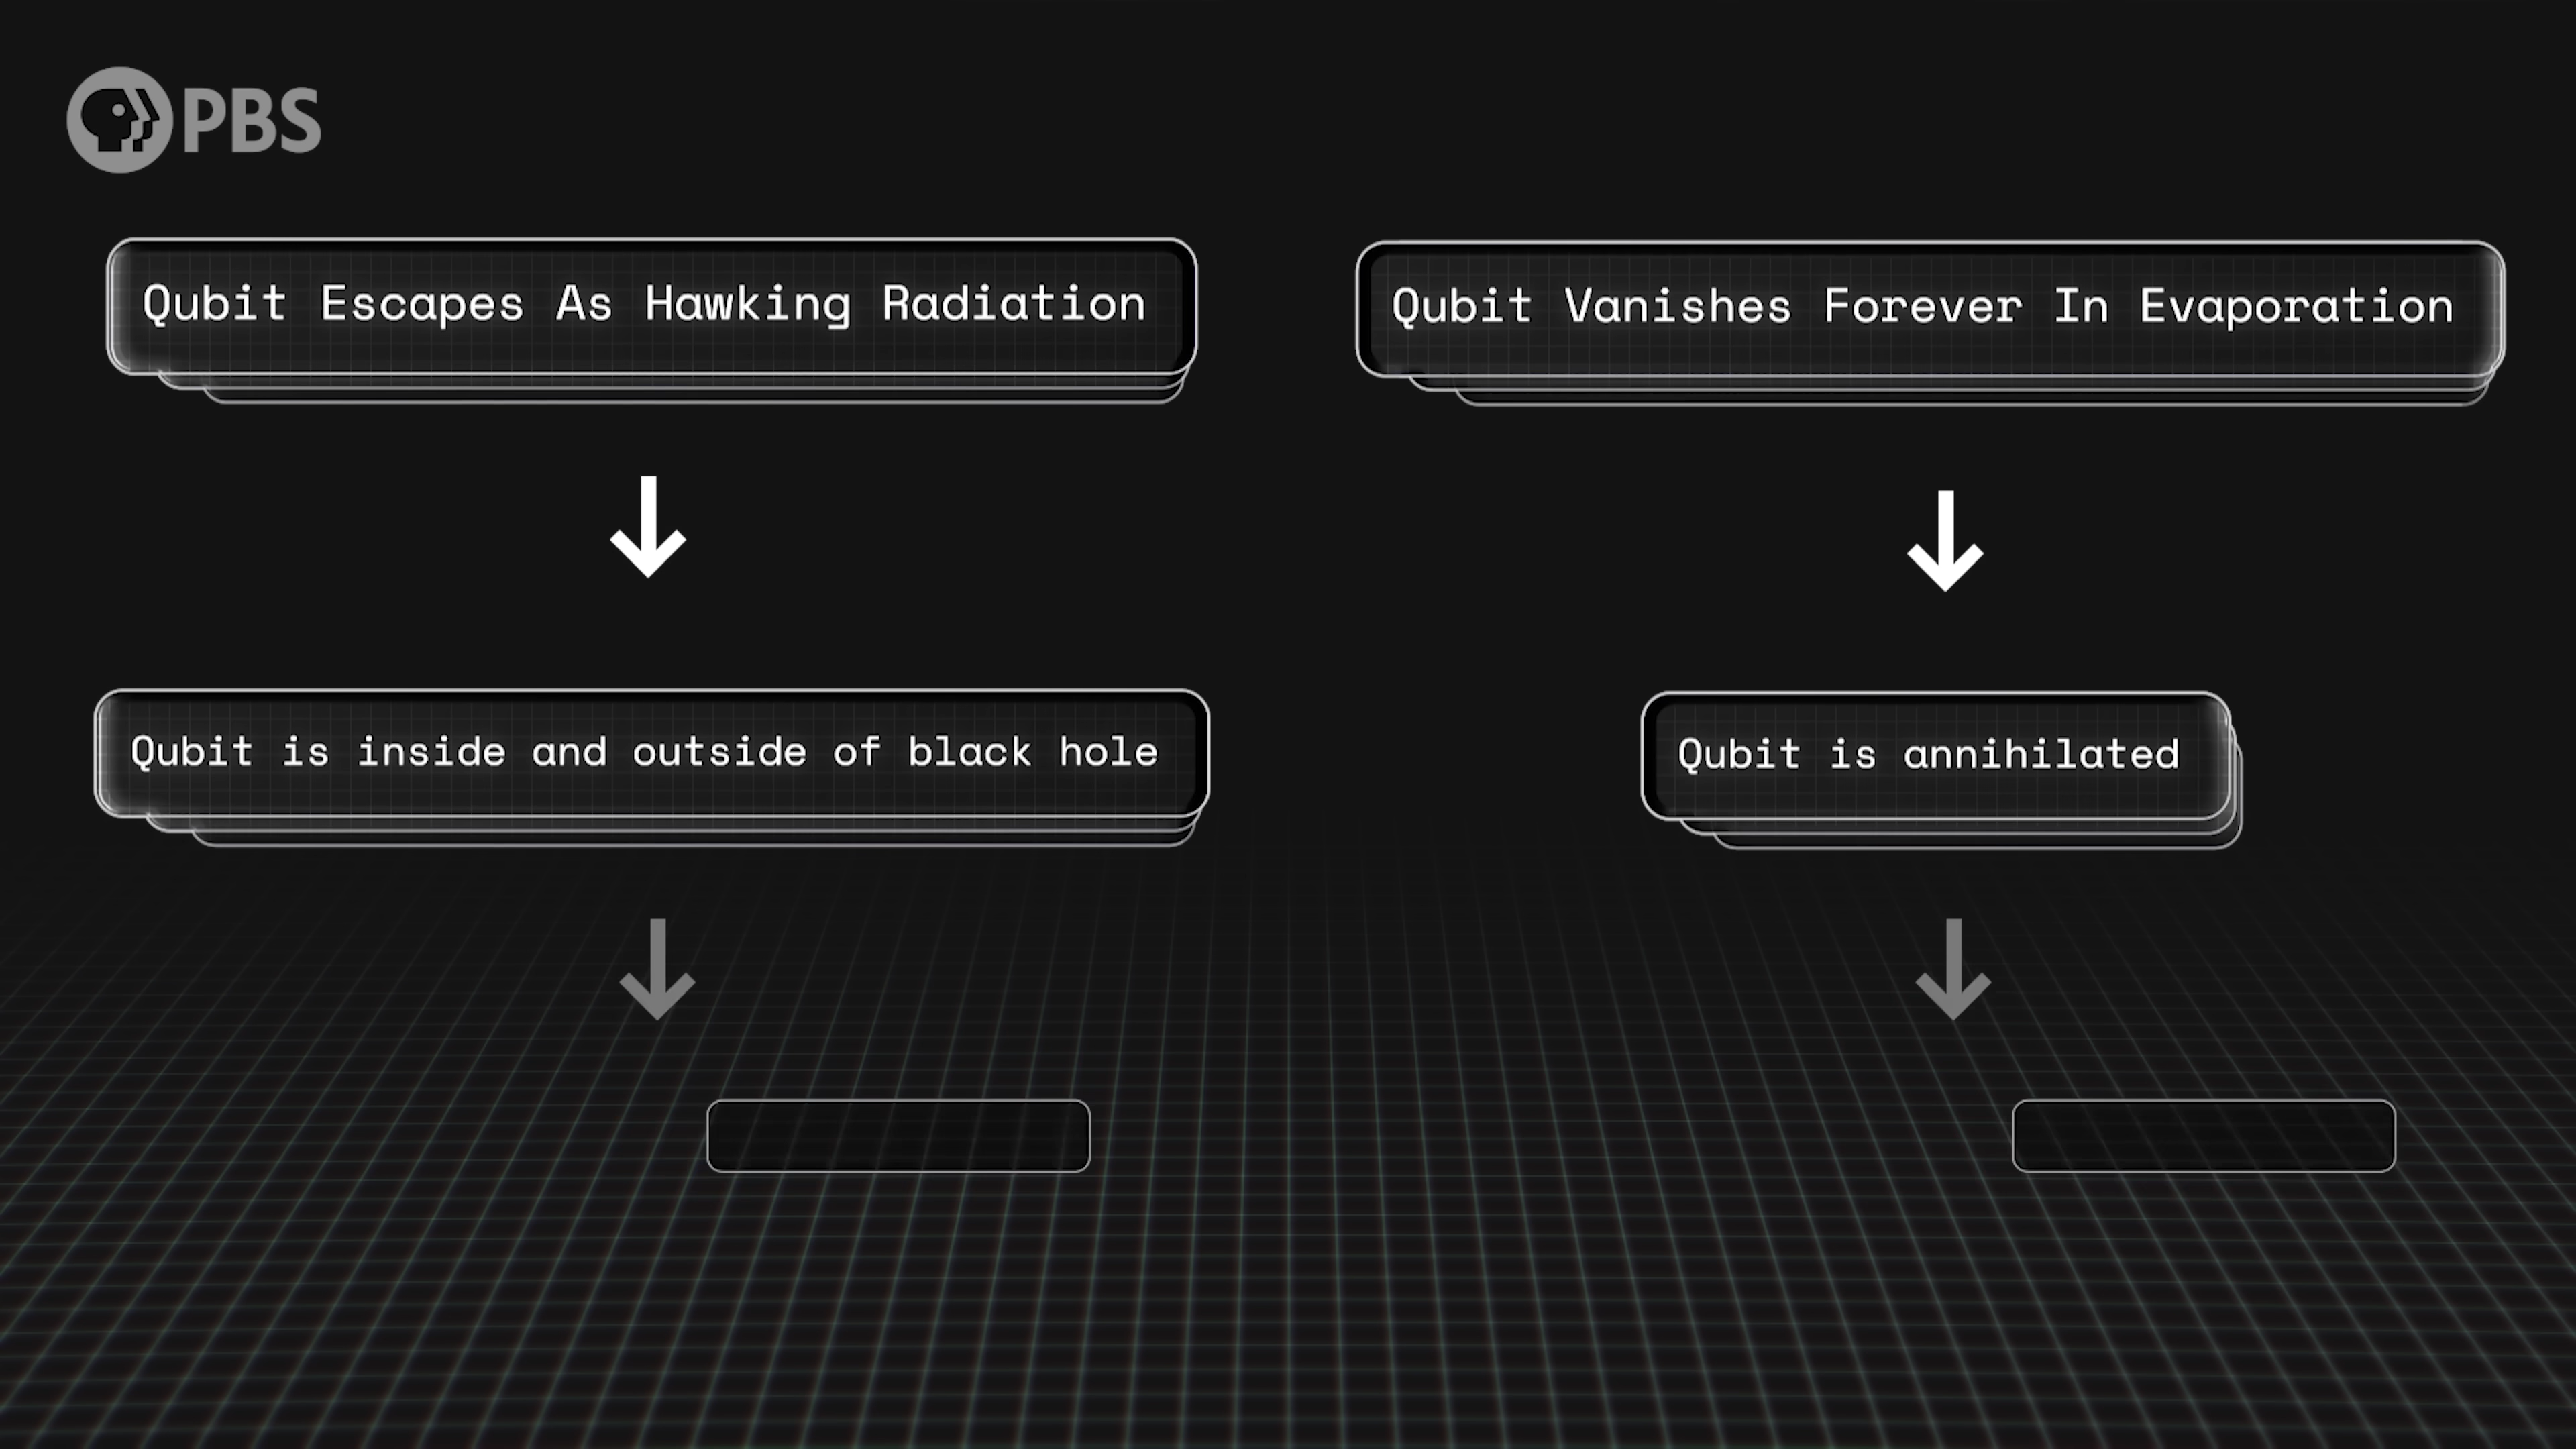 PBS
Qubit Escapes As Hawking Radiation
Qubit Vanishes Forever In Evaporation
Qubit is inside and outside of black hole
Qubit is annihilated